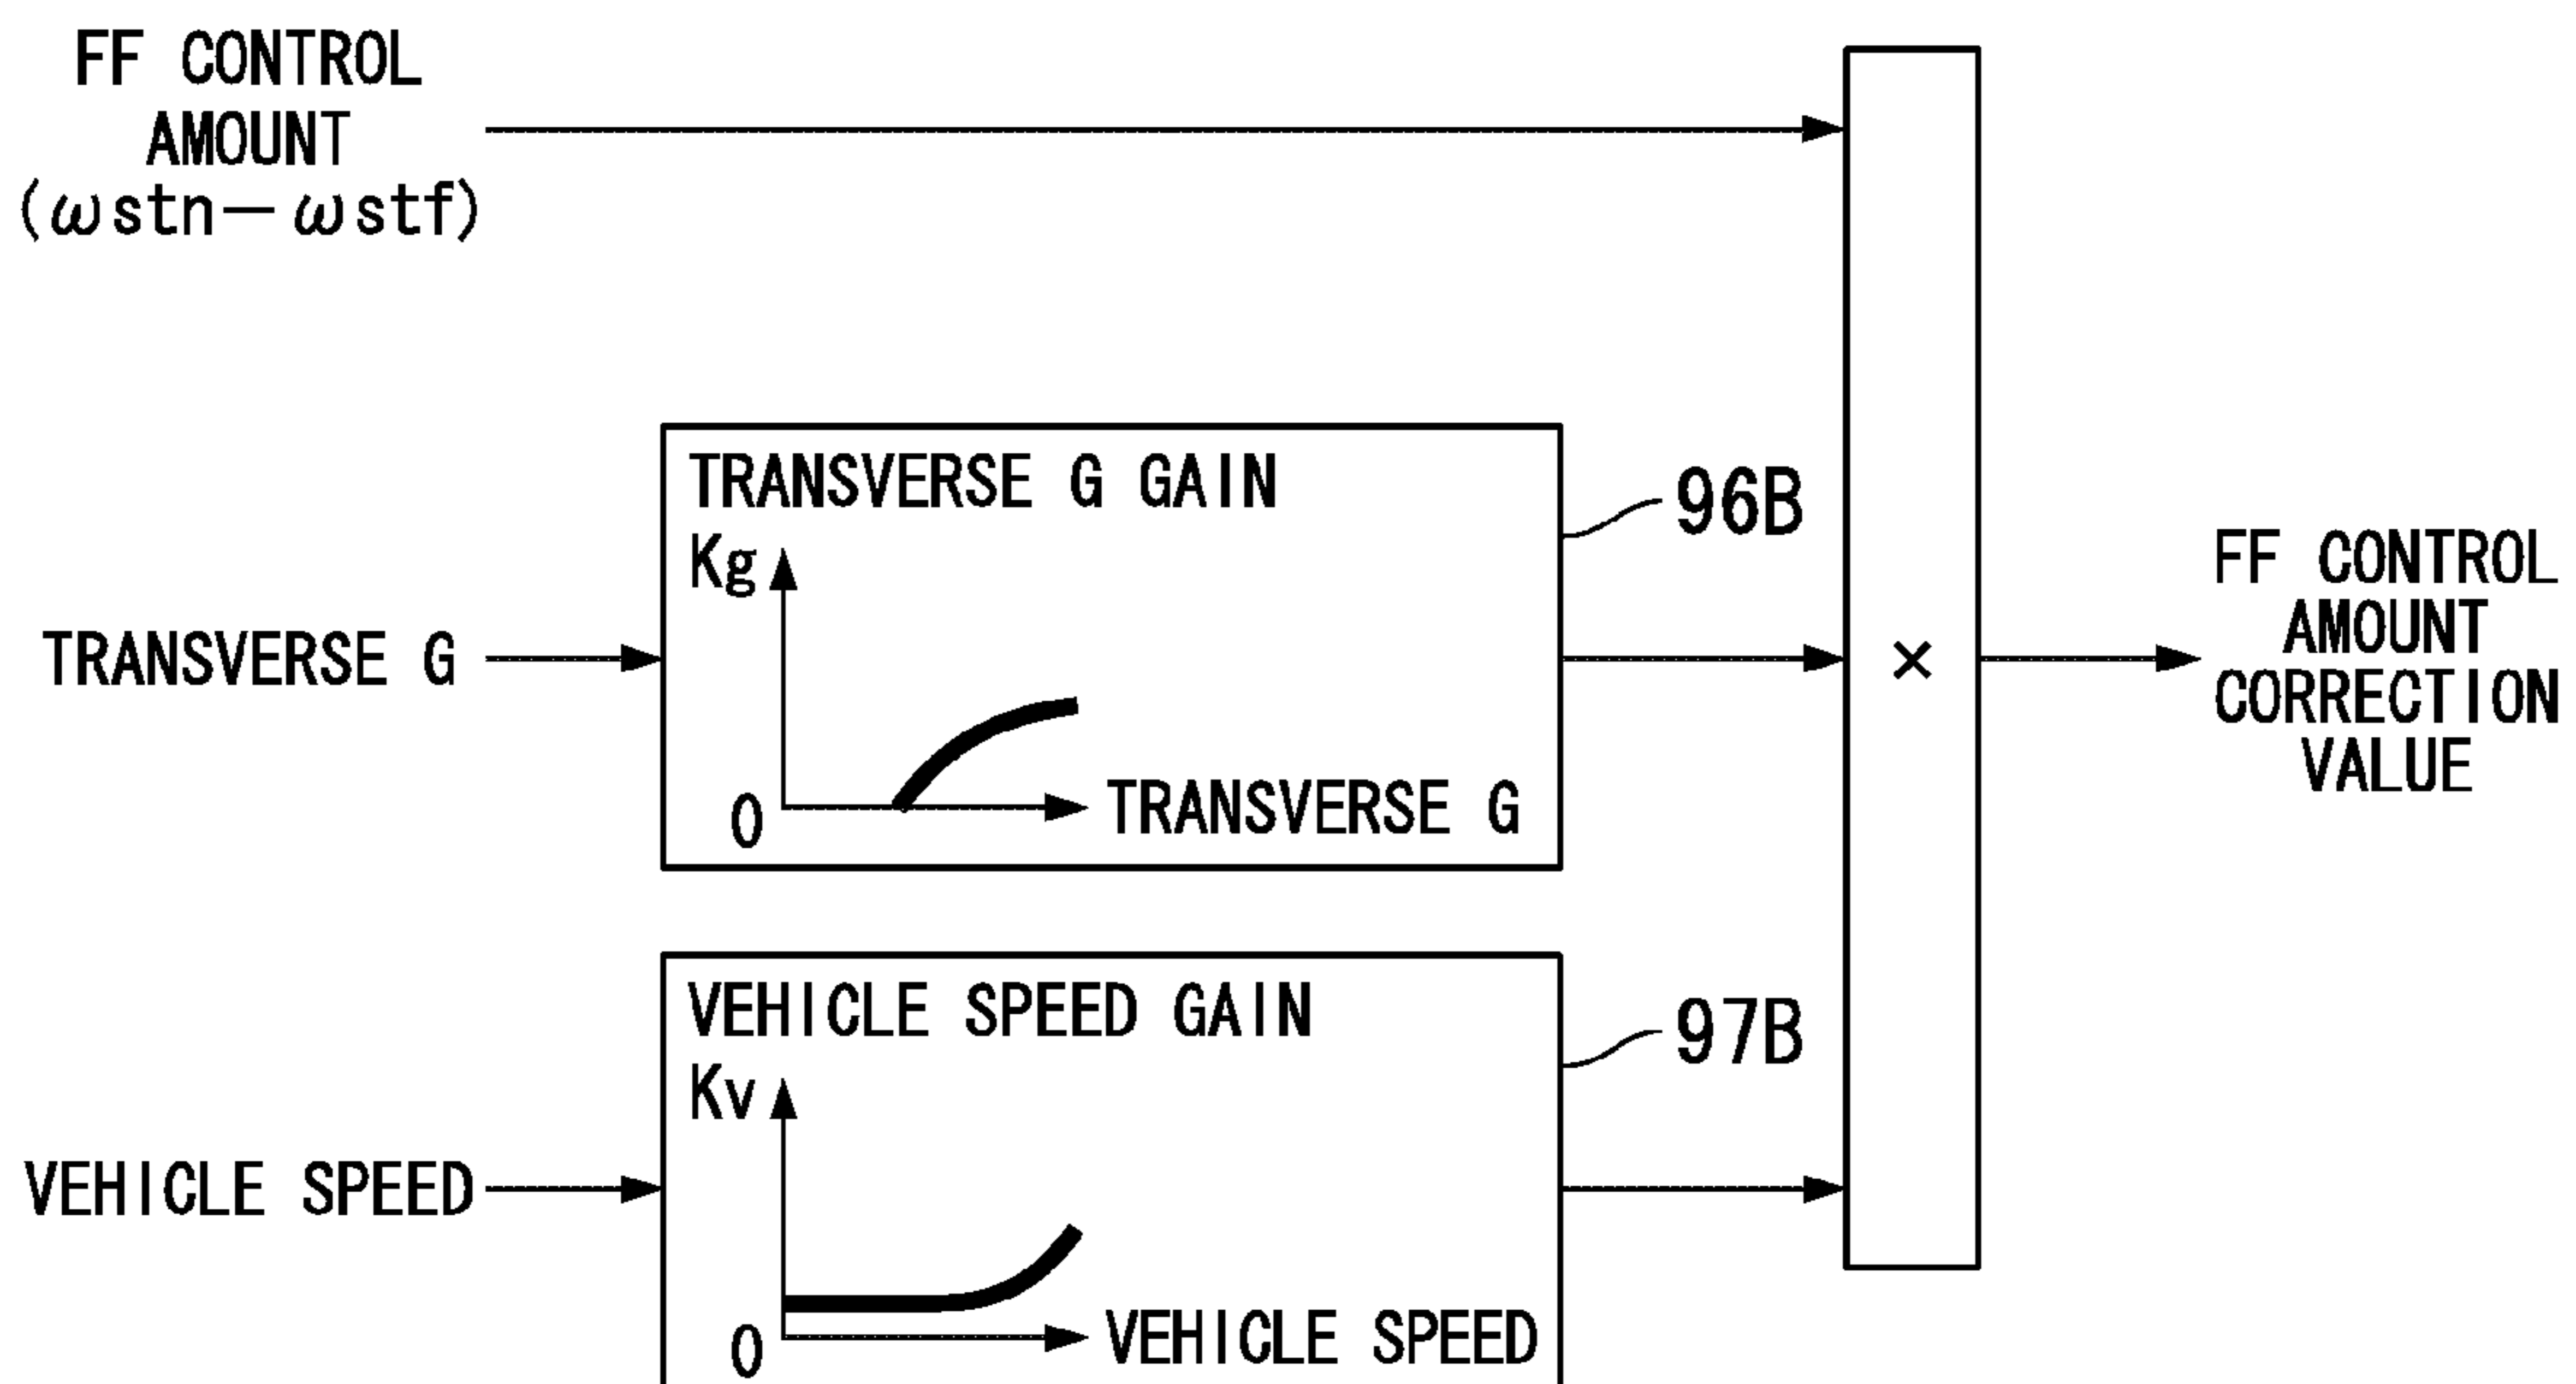 FF CONTROL
AMOUNT
(ωstn−ωstf)
TRANSVERSE G GAIN
Kg
96B
TRANSVERSE G
0
TRANSVERSE G
×
FF CONTROL
AMOUNT
CORRECTION
VALUE
VEHICLE SPEED GAIN
Kv
97B
VEHICLE SPEED
0
VEHICLE SPEED